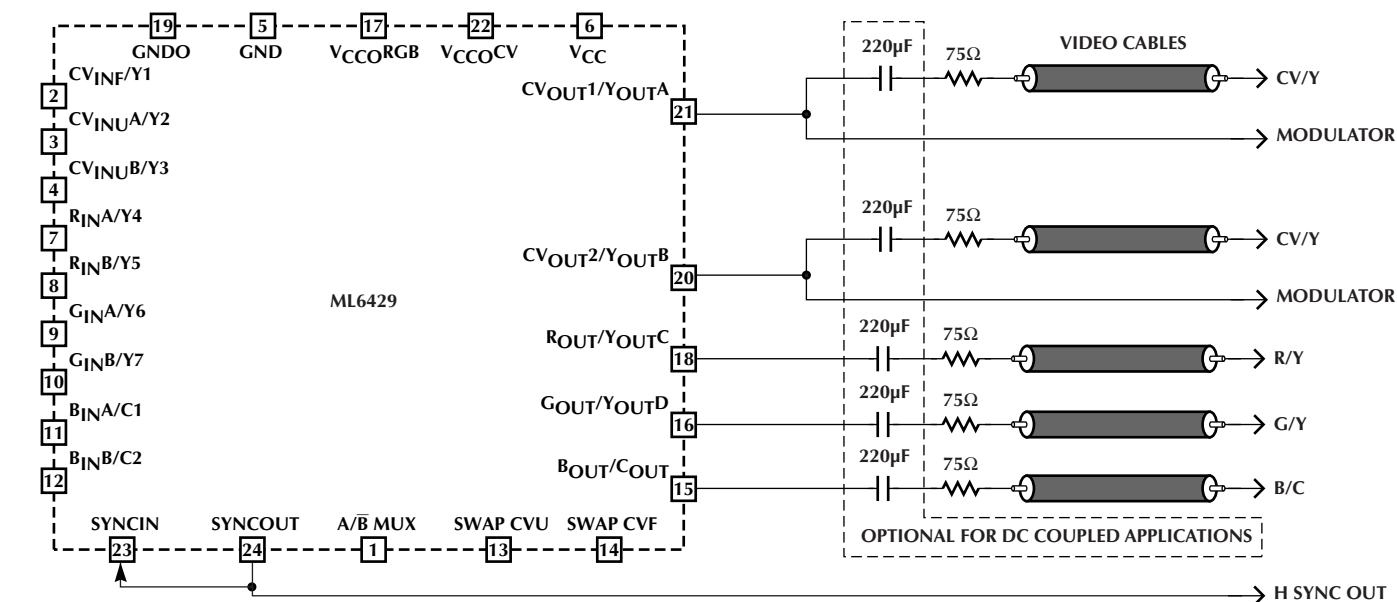 19 5 17 22 6
GNDO GND VCCORGB VCCOCV VCC
CVINF/Y1
2
CVINUA/Y2
3
CVINUB/Y3
4
RINA/Y4
7
RINB/Y5
8
GINA/Y6
9
GINB/Y7
10
BINA/C1
11
BINB/C2
12
ML6429
CVOUT1/YOUTA
21
CVOUT2/YOUTB
20
ROUT/YOUTC
18
GOUT/YOUTD
16
BOUT/COUT
15
220µF 75Ω VIDEO CABLES
CV/Y
MODULATOR
220µF 75Ω
CV/Y
MODULATOR
220µF 75Ω
R/Y
220µF 75Ω
G/Y
220µF 75Ω
B/C
OPTIONAL FOR DC COUPLED APPLICATIONS
SYNCIN SYNCOUT A/B̅ MUX SWAP CVU SWAP CVF
23 24 1 13 14
H SYNC OUT